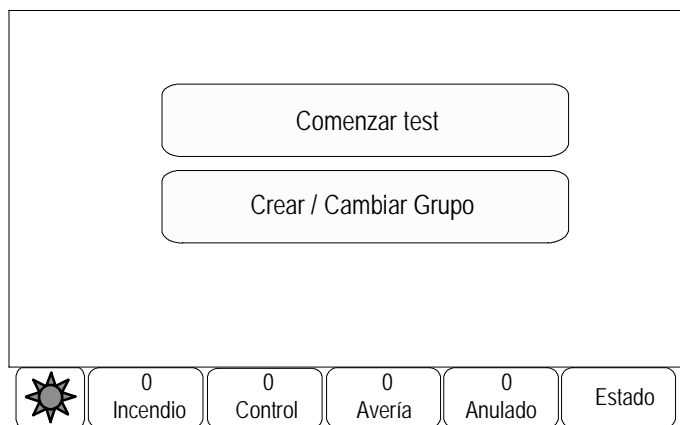 Comenzar test
Crear / Cambiar Grupo
0
Incendio
0
Control
0
Avería
0
Anulado
Estado